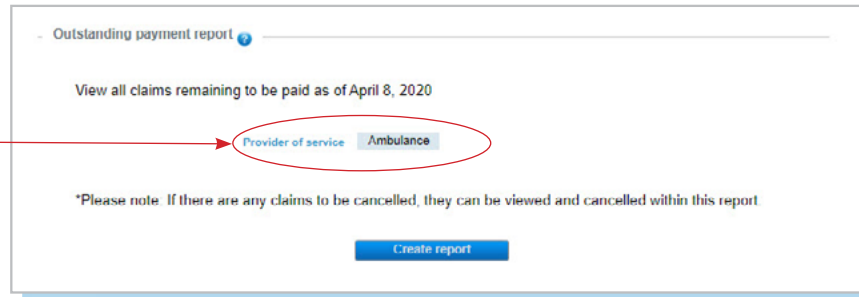 Outstanding payment report
View all claims remaining to be paid as of April 8, 2020
Provider of service Ambulance
*Please note: If there are any claims to be cancelled, they can be viewed and cancelled within this report.
Create report